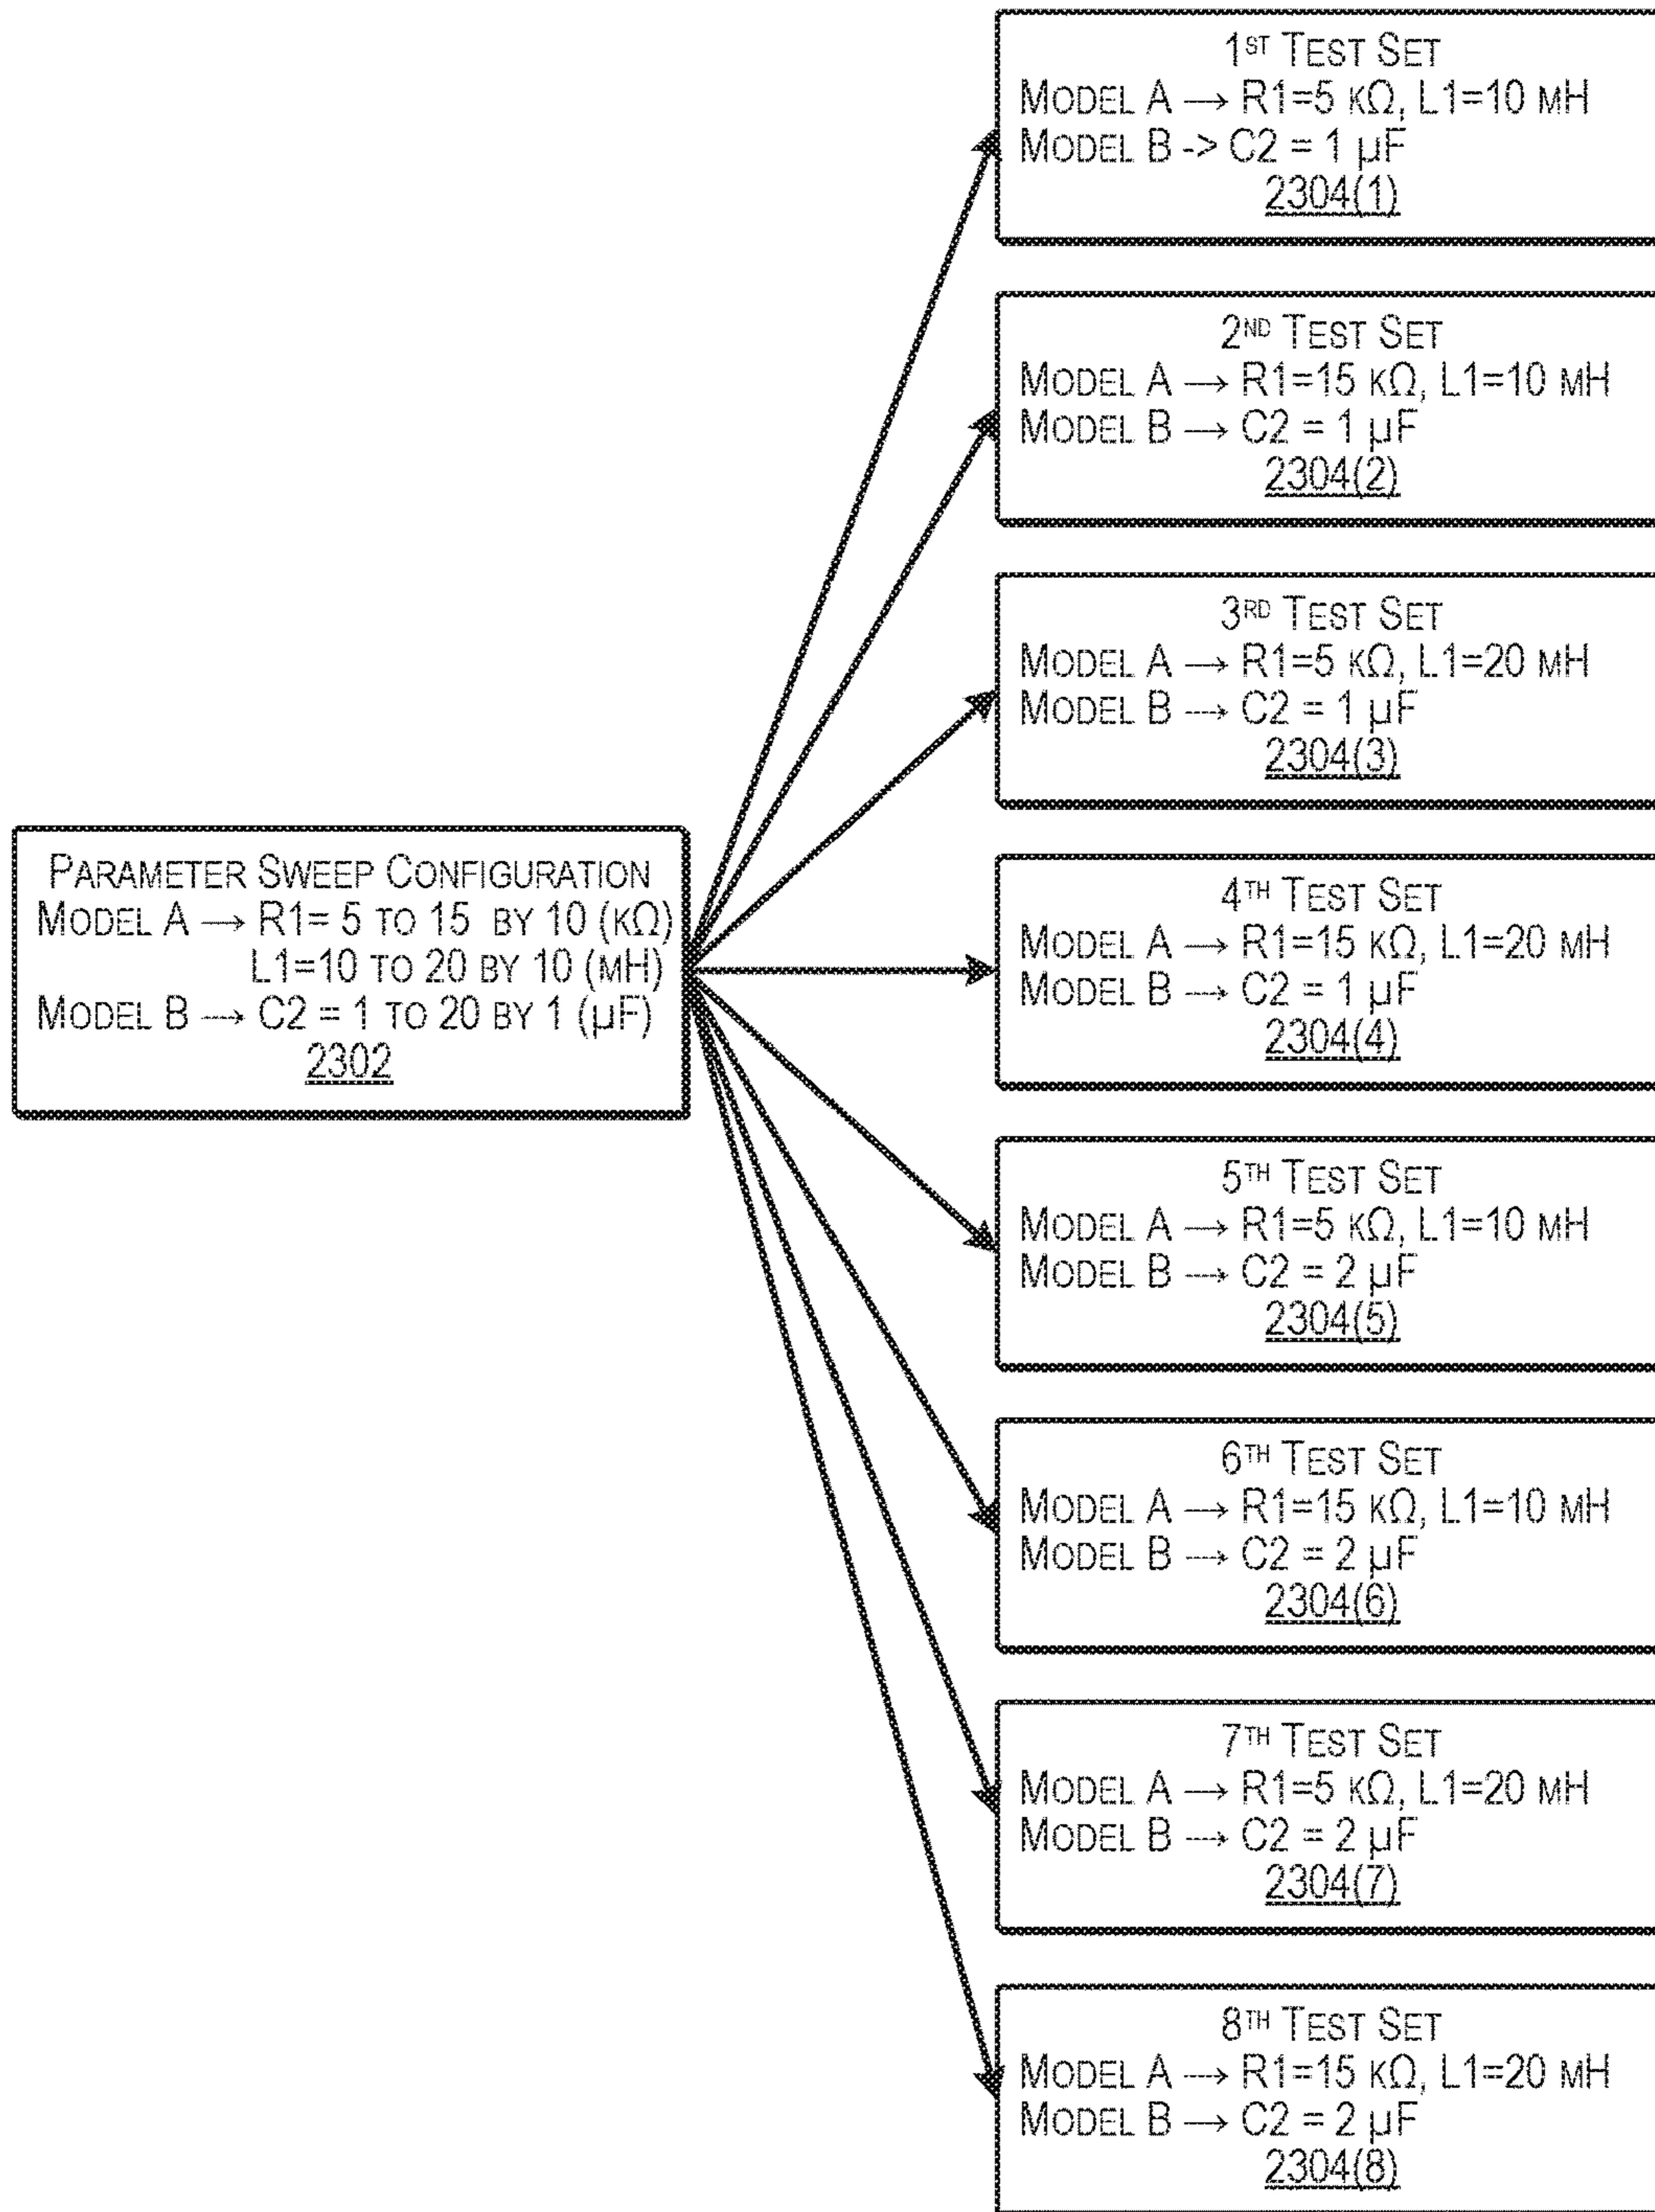 1ST TEST SET
MODEL A → R1=5 KΩ, L1=10 MH
MODEL B -> C2 = 1 µF
2304(1)
2ND TEST SET
MODEL A → R1=15 KΩ, L1=10 MH
MODEL B → C2 = 1 µF
2304(2)
3RD TEST SET
MODEL A → R1=5 KΩ, L1=20 MH
MODEL B → C2 = 1 µF
2304(3)
PARAMETER SWEEP CONFIGURATION
MODEL A → R1= 5 TO 15 BY 10 (KΩ)
L1=10 TO 20 BY 10 (MH)
MODEL B → C2 = 1 TO 20 BY 1 (µF)
2302
4TH TEST SET
MODEL A → R1=15 KΩ, L1=20 MH
MODEL B → C2 = 1 µF
2304(4)
5TH TEST SET
MODEL A → R1=5 KΩ, L1=10 MH
MODEL B → C2 = 2 µF
2304(5)
6TH TEST SET
MODEL A → R1=15 KΩ, L1=10 MH
MODEL B → C2 = 2 µF
2304(6)
7TH TEST SET
MODEL A → R1=5 KΩ, L1=20 MH
MODEL B → C2 = 2 µF
2304(7)
8TH TEST SET
MODEL A → R1=15 KΩ, L1=20 MH
MODEL B → C2 = 2 µF
2304(8)